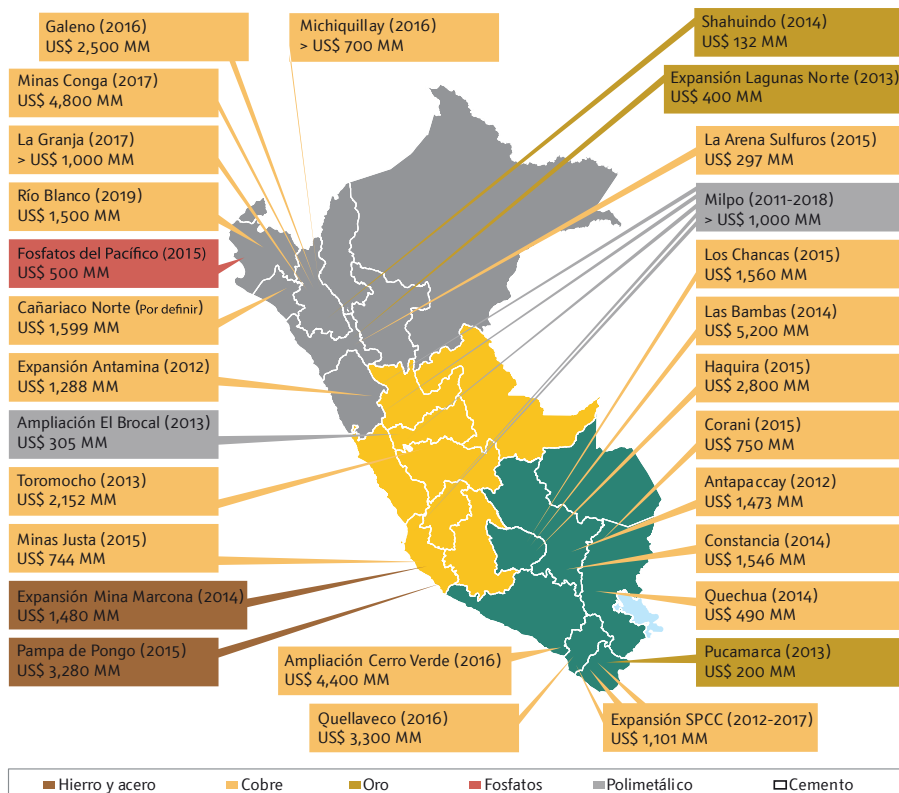 Galeno (2016)
US$ 2,500 MM
Michiquillay (2016)
> US$ 700 MM
Shahuindo (2014)
US$ 132 MM
Minas Conga (2017)
US$ 4,800 MM
Expansión Lagunas Norte (2013)
US$ 400 MM
La Granja (2017)
> US$ 1,000 MM
La Arena Sulfuros (2015)
US$ 297 MM
Río Blanco (2019)
US$ 1,500 MM
Milpo (2011-2018)
> US$ 1,000 MM
Fosfatos del Pacífico (2015)
US$ 500 MM
Los Chancas (2015)
US$ 1,560 MM
Cañariaco Norte (Por definir)
US$ 1,599 MM
Las Bambas (2014)
US$ 5,200 MM
Expansión Antamina (2012)
US$ 1,288 MM
Haquira (2015)
US$ 2,800 MM
Ampliación El Brocal (2013)
US$ 305 MM
Corani (2015)
US$ 750 MM
Toromocho (2013)
US$ 2,152 MM
Antapaccay (2012)
US$ 1,473 MM
Minas Justa (2015)
US$ 744 MM
Constancia (2014)
US$ 1,546 MM
Expansión Mina Marcona (2014)
US$ 1,480 MM
Quechua (2014)
US$ 490 MM
Pampa de Pongo (2015)
US$ 3,280 MM
Ampliación Cerro Verde (2016)
US$ 4,400 MM
Pucamarca (2013)
US$ 200 MM
Quellaveco (2016)
US$ 3,300 MM
Expansión SPCC (2012-2017)
US$ 1,101 MM
Hierro y acero Cobre Oro Fosfatos Polimetálico Cemento